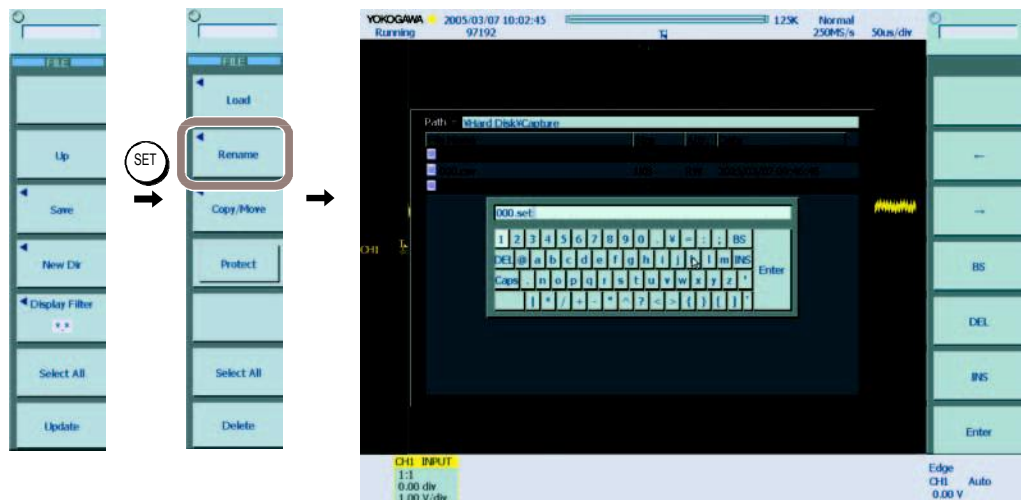 FILE
Up
Save
New Dir
Display Filter
*.*
Select All
Update
SET
FILE
Load
Rename
Copy/Move
Protect
Select All
Delete
YOKOGAWA 2005/03/07 10:02:45 125K Normal
Running 97192 250MS/s 50us/div
Path = ¥Hard Disk¥Capture
000.set
1 2 3 4 5 6 7 8 9 0 . ¥ = : ; BS
DEL @ a b c d e f g h i j k l m INS
Caps n o p q r s t u v w x y z
Enter
CH1
←
→
BS
DEL
INS
Enter
CH1 INPUT
1:1
0.00 div
1.00 V/div
Edge
CH1 Auto
0.00 V